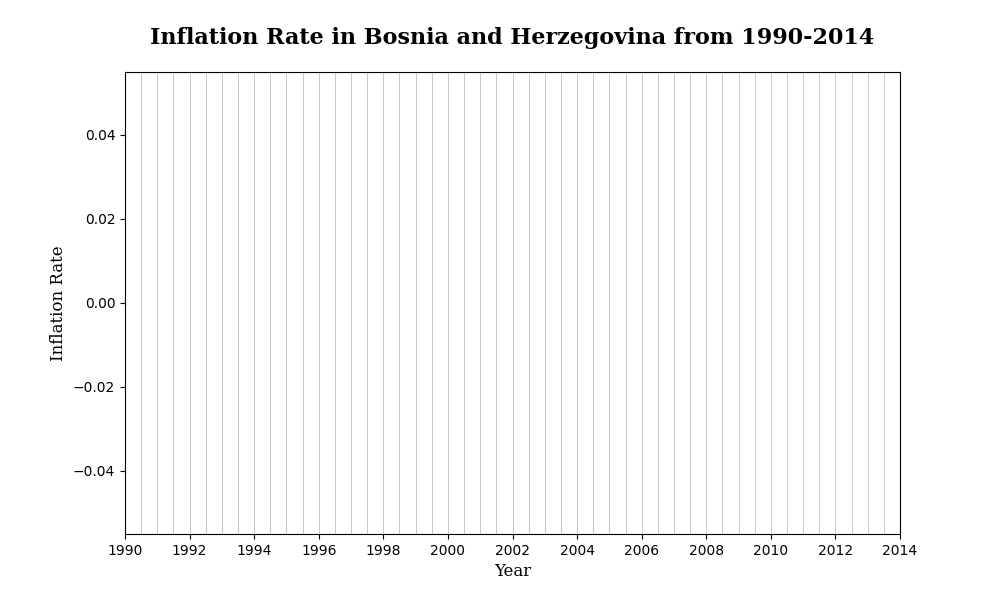 Inflation Rate in Bosnia and Herzegovina from 1990-2014
0.04
0.02
0.00
−0.02
−0.04
Inflation Rate
1990 1992 1994 1996 1998 2000 2002 2004 2006 2008 2010 2012 2014
Year